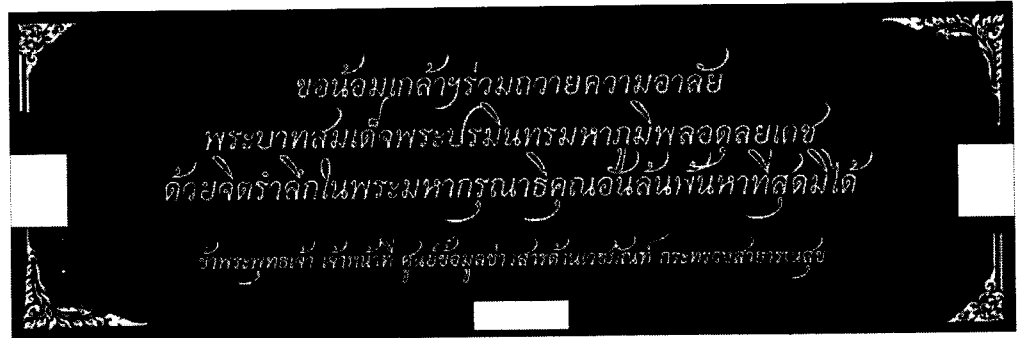 ขอน้อมเกล้าฯร่วมถวายความอาลัย
พระบาทสมเด็จพระปรมินทรมหาภูมิพลอดุลยเดช
ด้วยจิตรำลึกในพระมหากรุณาธิคุณอันล้นพ้นหาที่สุดมิได้
ข้าพระพุทธเจ้า เจ้าหน้าที่ ศูนย์ข้อมูลข่าวสารด้านเวชภัณฑ์ กระทรวงสาธารณสุข